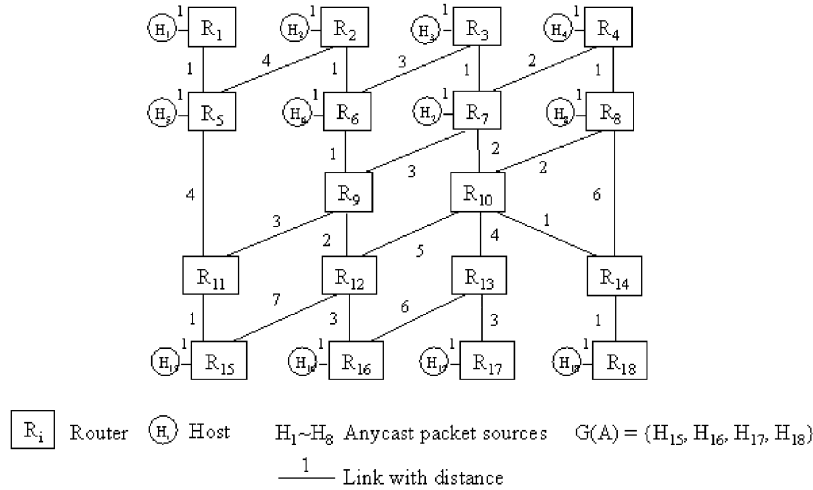 1 1 1 1
H₁ R₁ H₂ R₂ H₃ R₃ H₄ R₄
1 4 1 3 1 2 1
1 1 1 1
H₅ R₅ H₆ R₆ H₇ R₇ H₈ R₈
1 3 2 2
4 R₉ R₁₀ 6
3 2 5 4 1
R₁₁ R₁₂ R₁₃ R₁₄
1 7 3 6 3 1
1 1 1 1
H₁₅ R₁₅ H₁₆ R₁₆ H₁₇ R₁₇ H₁₈ R₁₈
Rᵢ Router Hᵢ Host H₁~H₈ Anycast packet sources G(A) = {H₁₅, H₁₆, H₁₇, H₁₈}
1 Link with distance